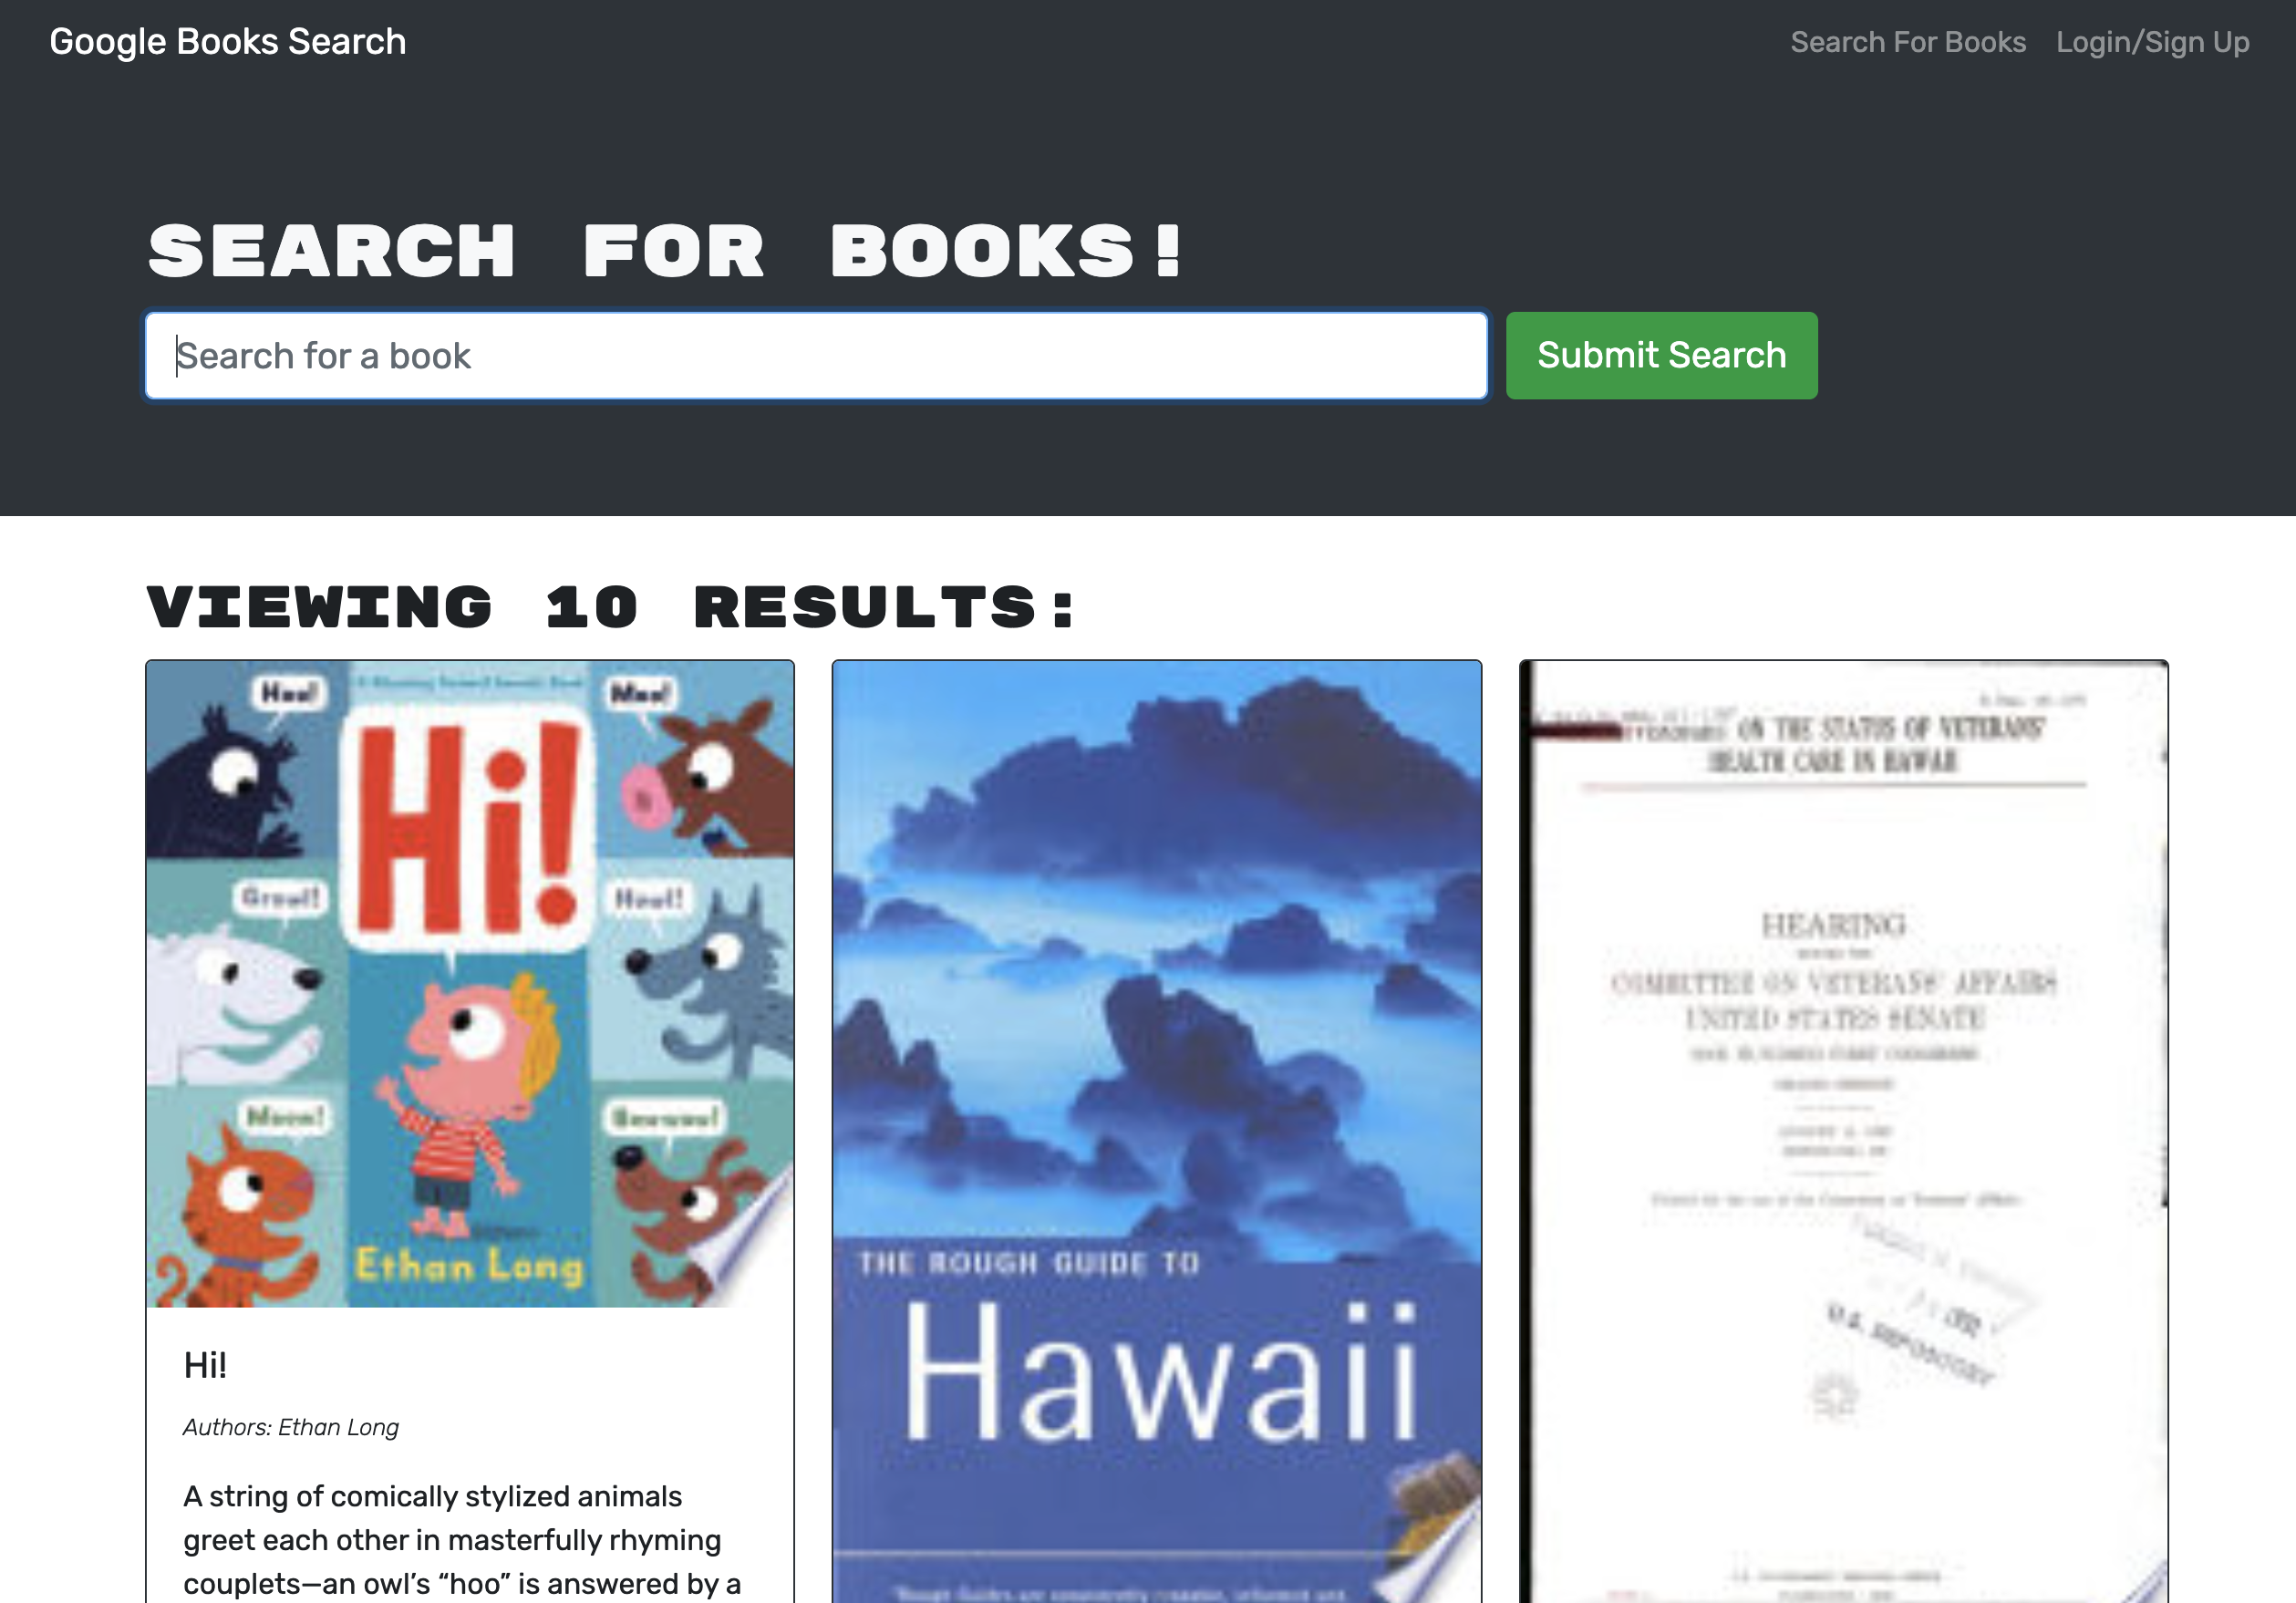 Google Books Search
Search For Books Login/Sign Up
SEARCH FOR BOOKS!
Search for a book
Submit Search
VIEWING 10 RESULTS:
Hoo!
Moo!
Hi!
Growl!
Howl!
Meow!
Bowwow!
Ethan Long
Hi!
Authors: Ethan Long
A string of comically stylized animals
greet each other in masterfully rhyming
couplets—an owl’s “hoo” is answered by a
THE ROUGH GUIDE TO
Hawaii
ON THE STATUS OF VETERANS'
HEALTH CARE IN HAWAII
HEARING
COMMITTEE ON VETERANS' AFFAIRS
UNITED STATES SENATE
U.S. DEPOSITORY